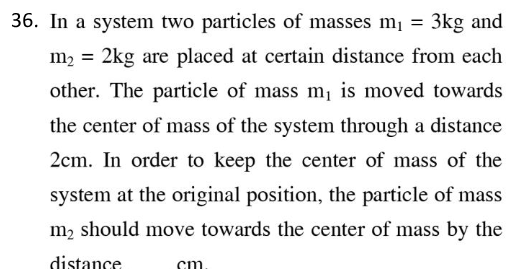 36. In a system two particles of masses m₁ = 3kg and
m₂ = 2kg are placed at certain distance from each
other. The particle of mass m₁ is moved towards
the center of mass of the system through a distance
2cm. In order to keep the center of mass of the
system at the original position, the particle of mass
m₂ should move towards the center of mass by the
distance _____ cm.